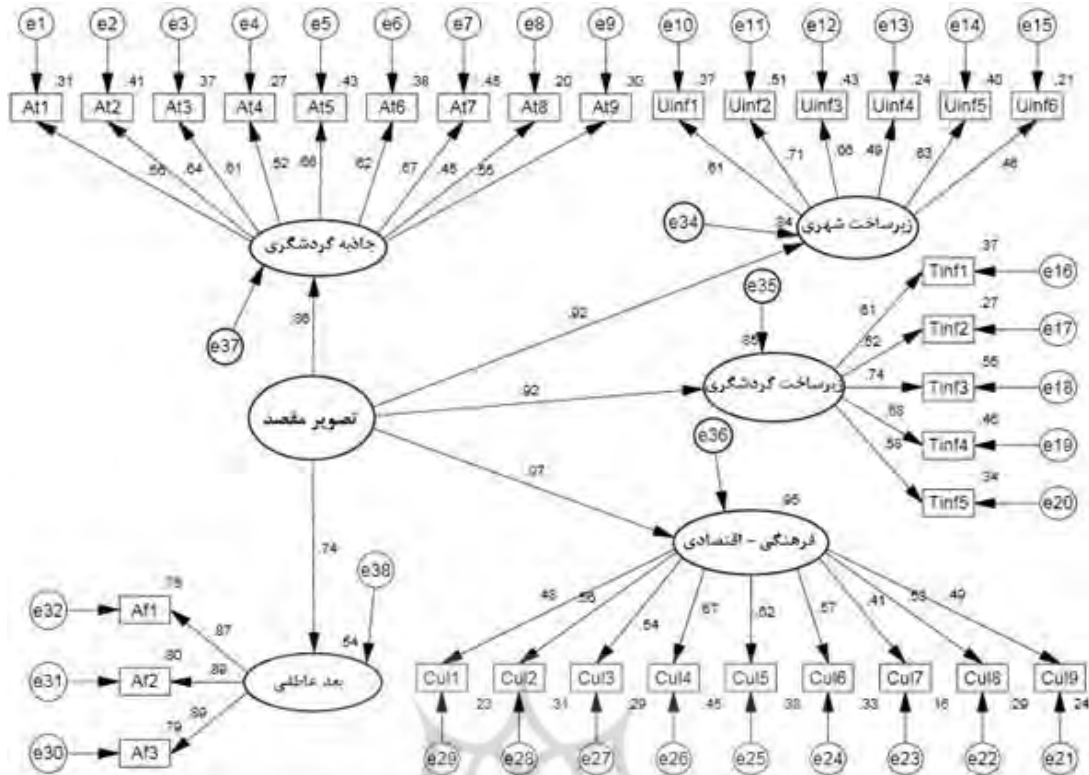 e1 e2 e3 e4 e5 e6 e7 e8 e9 e10 e11 e12 e13 e14 e15
.31 .41 .37 .27 .43 .38 .45 .20 .30 .37 .51 .43 .24 .40 .21
At1 At2 At3 At4 At5 At6 At7 At8 At9 Uinf1 Uinf2 Uinf3 Uinf4 Uinf5 Uinf6
.56 .64 .61 .52 .66 .62 .67 .45 .55 .61 .71 .66 .49 .63 .46
جاذبه گردشگری
e34 .84
زیرساخت شهری
e37
.86
.92
e35
.85
زیرساخت گردشگری
.37
Tinf1 e16
.61
.27
Tinf2 e17
.52
.55
Tinf3 e18
.74
.46
Tinf4 e19
.68
.34
Tinf5 e20
.58
تصویر مقصد
.92
e36
.97
.95
فرهنگی - اقتصادی
.74
e38
.54
بعد عاطفی
e32 Af1 .87
e31 .80 Af2 .89
e30 .79 Af3 .89
.48 .56 .54 .67 .62 .57 .41 .53 .49
Cul1 Cul2 Cul3 Cul4 Cul5 Cul6 Cul7 Cul8 Cul9
.23 .31 .29 .45 .38 .33 .16 .29 .24
e29 e28 e27 e26 e25 e24 e23 e22 e21